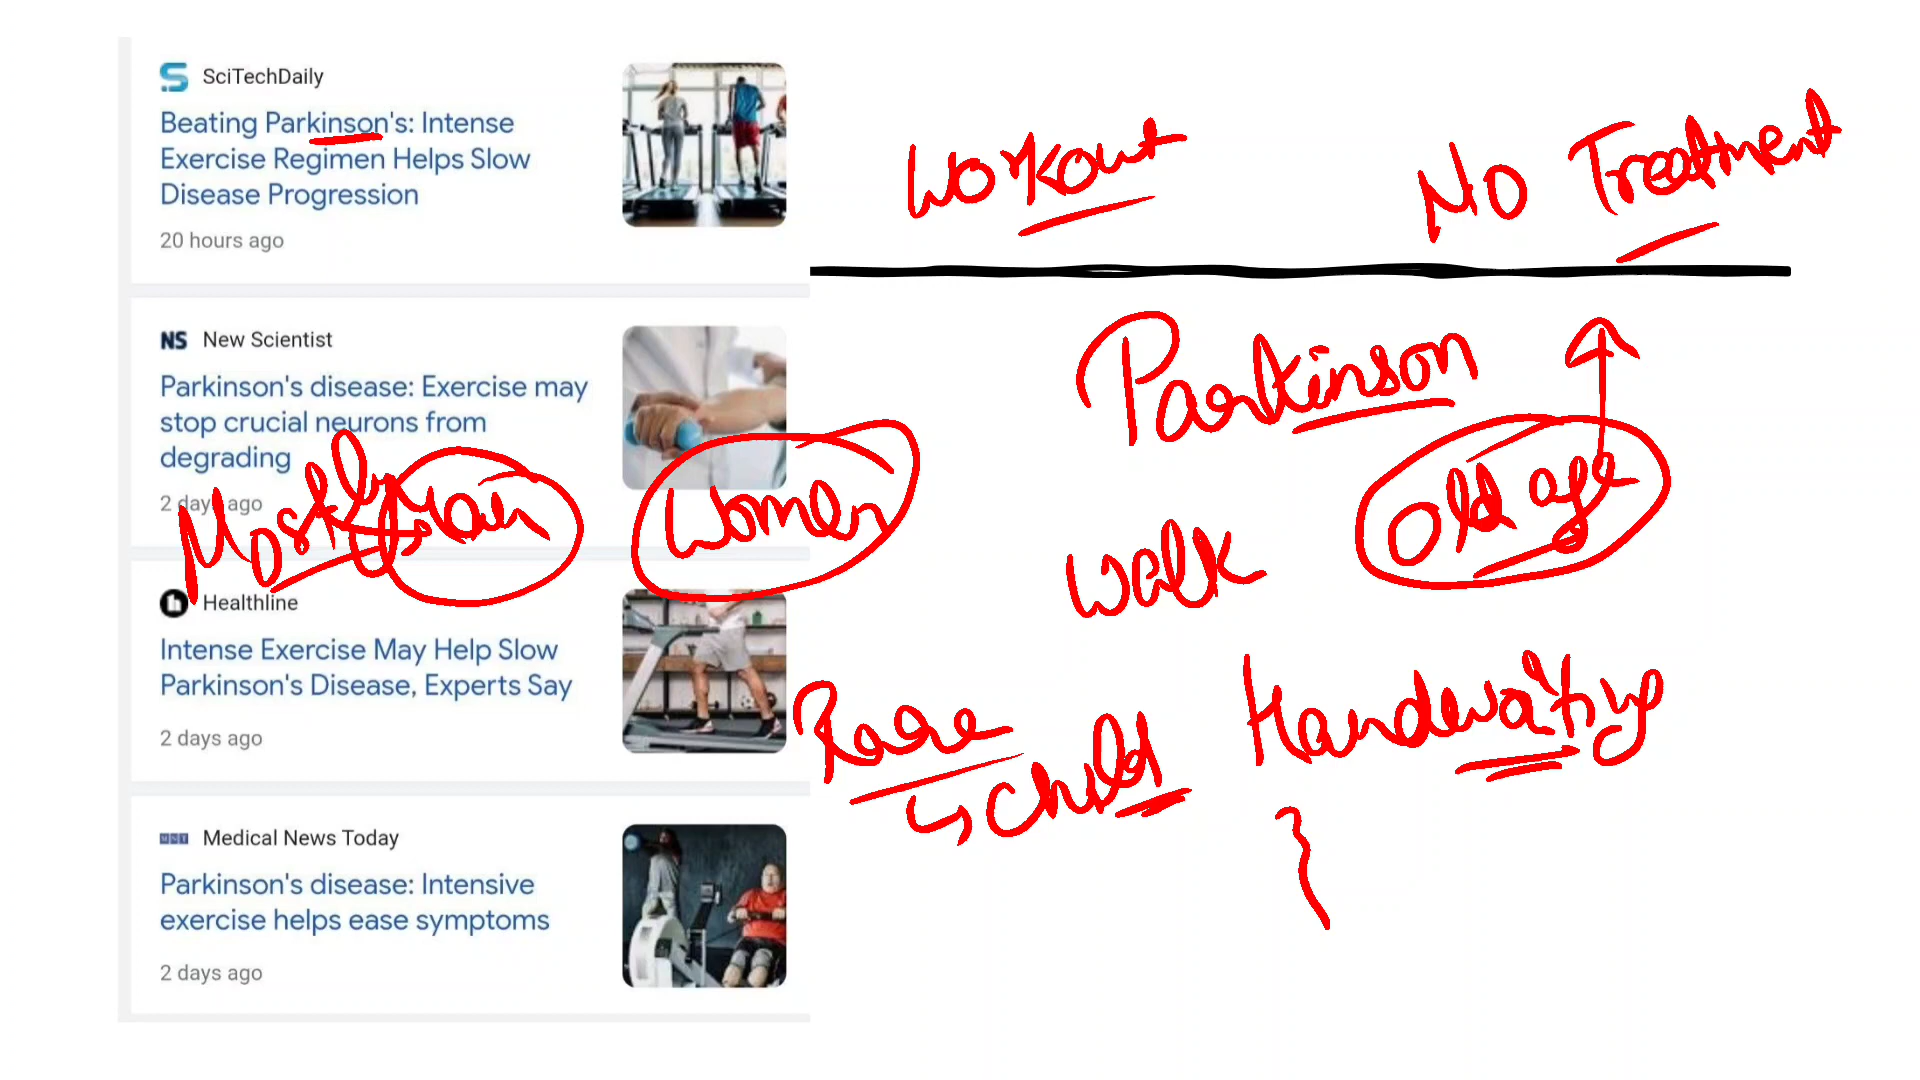 SciTechDaily
Beating Parkinson's: Intense
Exercise Regimen Helps Slow
Disease Progression
20 hours ago
New Scientist
Parkinson's disease: Exercise may
stop crucial neurons from
degrading
2 days ago
Healthline
Intense Exercise May Help Slow
Parkinson's Disease, Experts Say
2 days ago
Medical News Today
Parkinson's disease: Intensive
exercise helps ease symptoms
2 days ago
Workout
No Treatment
Parkinson
Old age
Mostly
Women
walk
Handwriting
Rare
child